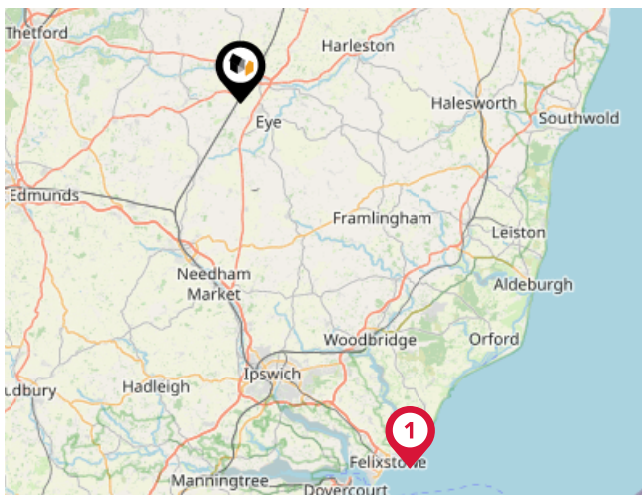 Thetford
Harleston
Halesworth
Eye
Southwold
Edmunds
Framlingham
Leiston
Needham
Market
Aldeburgh
Woodbridge
Orford
Ipswich
Hadleigh
udbury
1
Felixstowe
Manningtree
Dovercourt